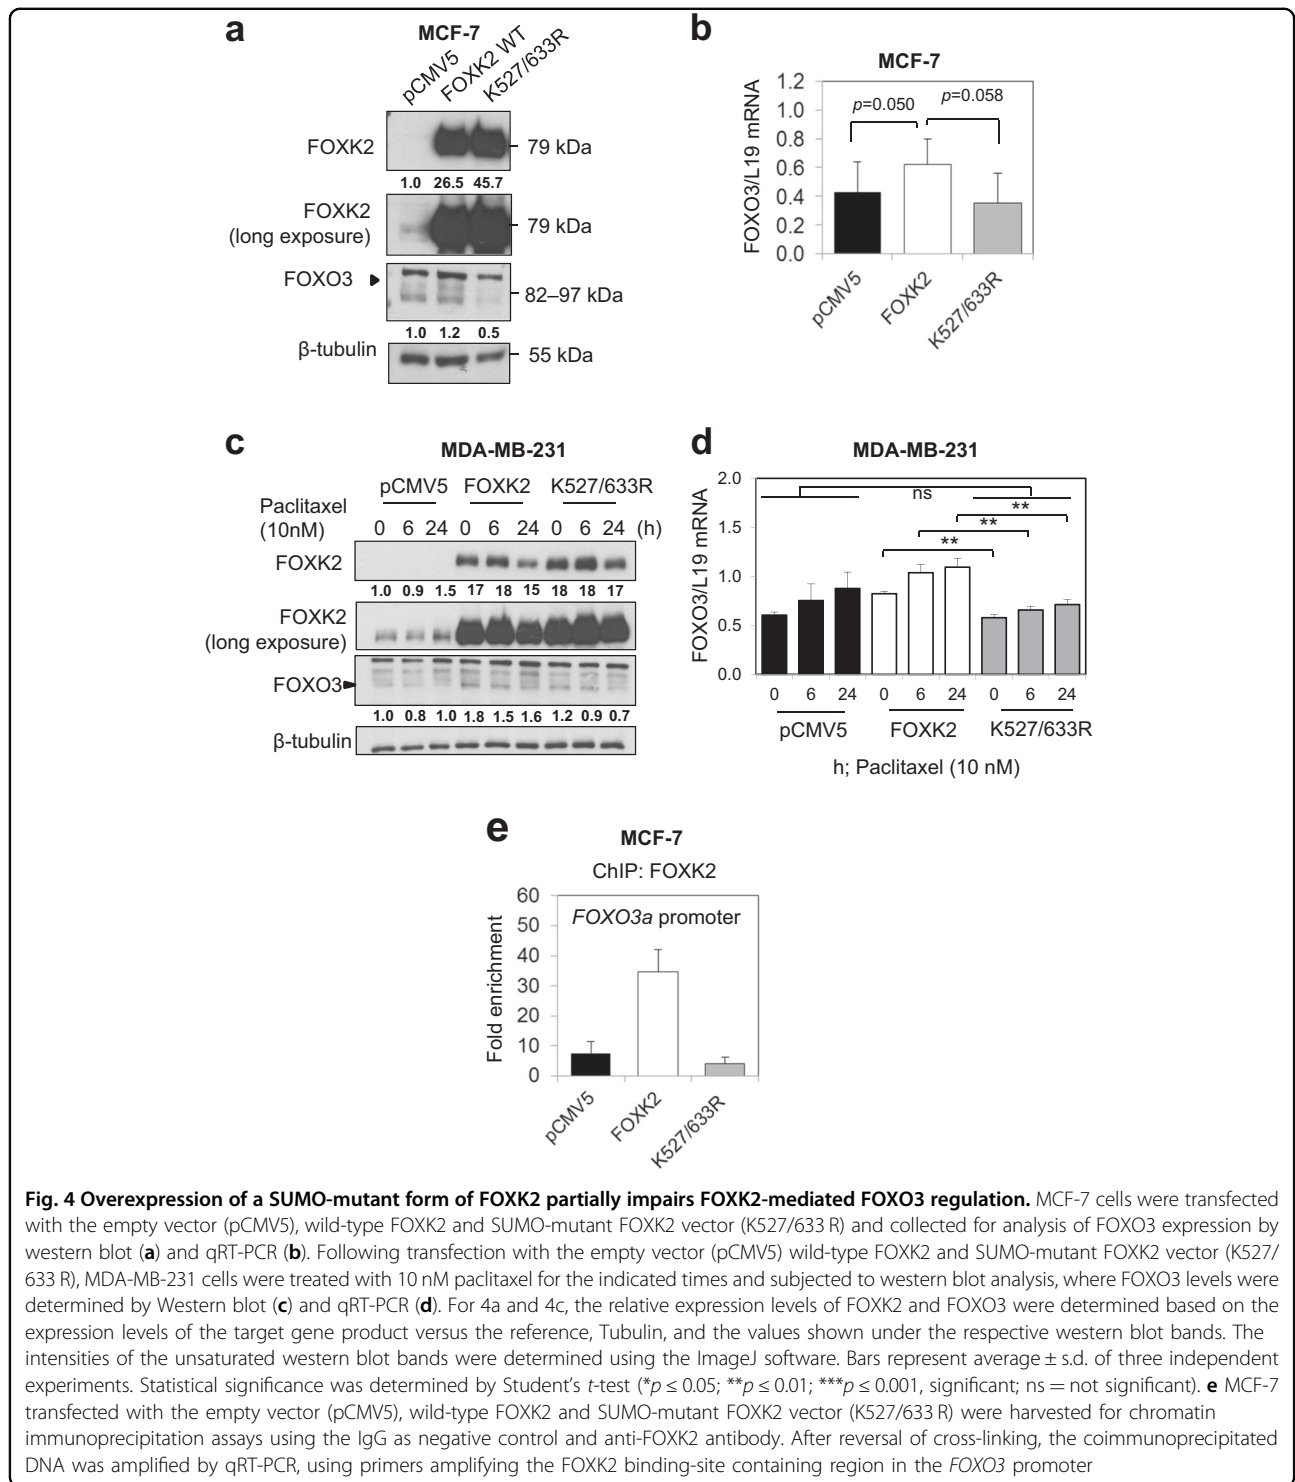 a
MCF-7
pCMV5 FOXK2 WT K527/633R
FOXK2 79 kDa
1.0 26.5 45.7
FOXK2
(long exposure) 79 kDa
FOXO3
82–97 kDa
1.0 1.2 0.5
β-tubulin 55 kDa
b
MCF-7
FOXO3/L19 mRNA
1.2
1.0
0.8
0.6
0.4
0.2
0.0
p=0.050 p=0.058
pCMV5 FOXK2 K527/633R
c
MDA-MB-231
pCMV5 FOXK2 K527/633R
Paclitaxel
(10nM) 0 6 24 0 6 24 0 6 24 (h)
FOXK2
1.0 0.9 1.5 17 18 15 18 18 17
FOXK2
(long exposure)
FOXO3
1.0 0.8 1.0 1.8 1.5 1.6 1.2 0.9 0.7
β-tubulin
d
MDA-MB-231
FOXO3/L19 mRNA
2.0
1.5
1.0
0.5
0.0
ns
**
**
**
0 6 24 0 6 24 0 6 24
pCMV5 FOXK2 K527/633R
h; Paclitaxel (10 nM)
e
MCF-7
ChIP: FOXK2
FOXO3a promoter
Fold enrichment
60
50
40
30
20
10
0
pCMV5 FOXK2 K527/633R
Fig. 4 Overexpression of a SUMO-mutant form of FOXK2 partially impairs FOXK2-mediated FOXO3 regulation. MCF-7 cells were transfected
with the empty vector (pCMV5), wild-type FOXK2 and SUMO-mutant FOXK2 vector (K527/633 R) and collected for analysis of FOXO3 expression by
western blot (a) and qRT-PCR (b). Following transfection with the empty vector (pCMV5) wild-type FOXK2 and SUMO-mutant FOXK2 vector (K527/
633 R), MDA-MB-231 cells were treated with 10 nM paclitaxel for the indicated times and subjected to western blot analysis, where FOXO3 levels were
determined by Western blot (c) and qRT-PCR (d). For 4a and 4c, the relative expression levels of FOXK2 and FOXO3 were determined based on the
expression levels of the target gene product versus the reference, Tubulin, and the values shown under the respective western blot bands. The
intensities of the unsaturated western blot bands were determined using the ImageJ software. Bars represent average ± s.d. of three independent
experiments. Statistical significance was determined by Student’s t-test (*p ≤ 0.05; **p ≤ 0.01; ***p ≤ 0.001, significant; ns = not significant). e MCF-7
transfected with the empty vector (pCMV5), wild-type FOXK2 and SUMO-mutant FOXK2 vector (K527/633 R) were harvested for chromatin
immunoprecipitation assays using the IgG as negative control and anti-FOXK2 antibody. After reversal of cross-linking, the coimmunoprecipitated
DNA was amplified by qRT-PCR, using primers amplifying the FOXK2 binding-site containing region in the FOXO3 promoter